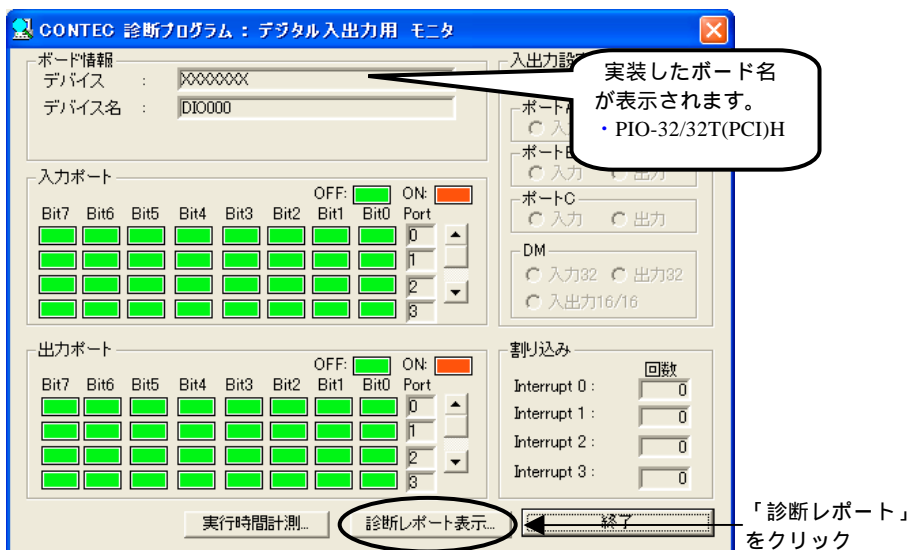 CONTEC 診断プログラム : デジタル入出力用 モニタ
ボード情報
デバイス : XXXXXXX
デバイス名 : DIO000
入出力設
ポートA
入
ポートB
入力 出力
ポートC
入力 出力
DM
入力32 出力32
入出力16/16
実装したボード名
が表示されます。
・PIO-32/32T(PCI)H
入力ポート
OFF: ON:
Bit7 Bit6 Bit5 Bit4 Bit3 Bit2 Bit1 Bit0 Port
0
1
2
3
出力ポート
OFF: ON:
Bit7 Bit6 Bit5 Bit4 Bit3 Bit2 Bit1 Bit0 Port
0
1
2
3
割り込み
回数
Interrupt 0 : 0
Interrupt 1 : 0
Interrupt 2 : 0
Interrupt 3 : 0
実行時間計測... 診断レポート表示... 終了
「診断レポート」
をクリック